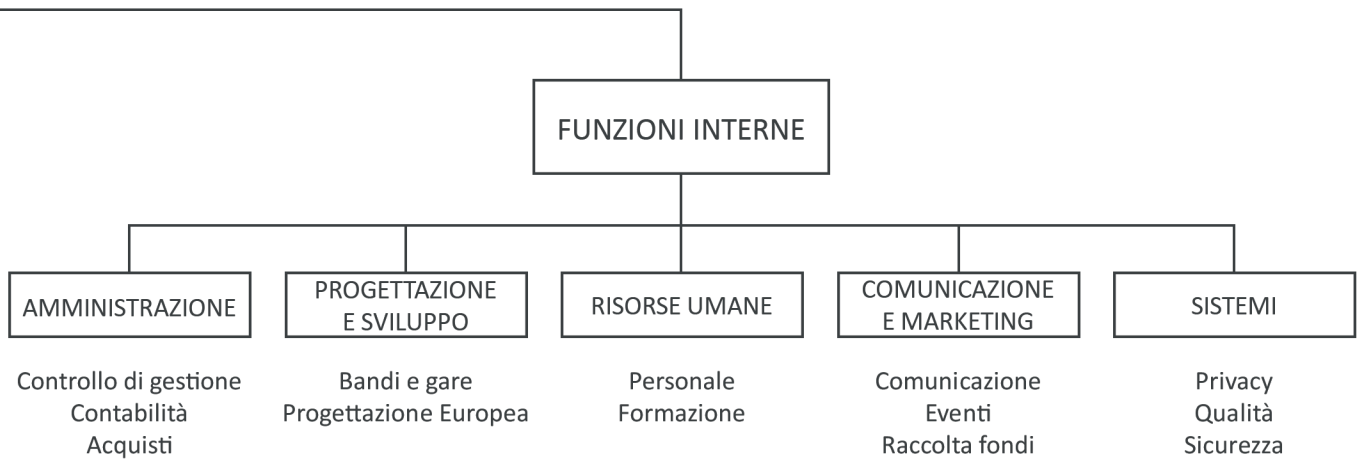 FUNZIONI INTERNE
AMMINISTRAZIONE
Controllo di gestione
Contabilità
Acquisti
PROGETTAZIONE
E SVILUPPO
Bandi e gare
Progettazione Europea
RISORSE UMANE
Personale
Formazione
COMUNICAZIONE
E MARKETING
Comunicazione
Eventi
Raccolta fondi
SISTEMI
Privacy
Qualità
Sicurezza